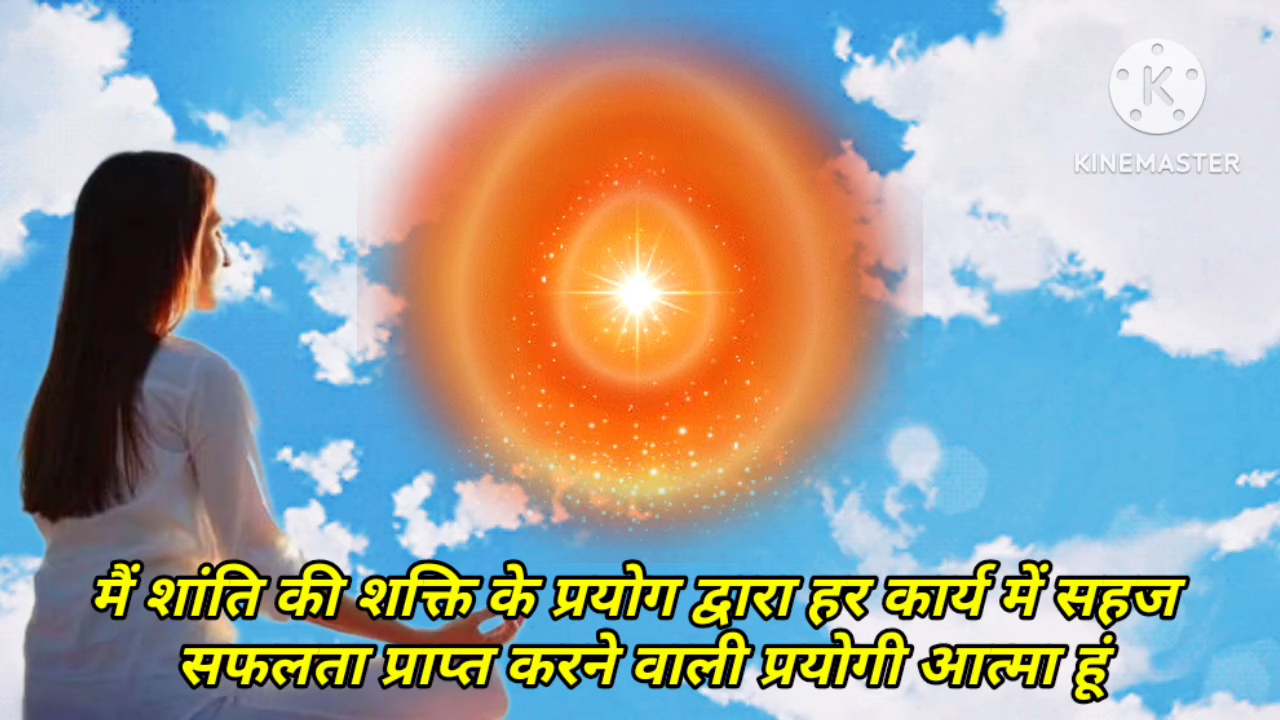 KINEMASTER
मैं शांति की शक्ति के प्रयोग द्वारा हर कार्य में सहज
सफलता प्राप्त करने वाली प्रयोगी आत्मा हूं